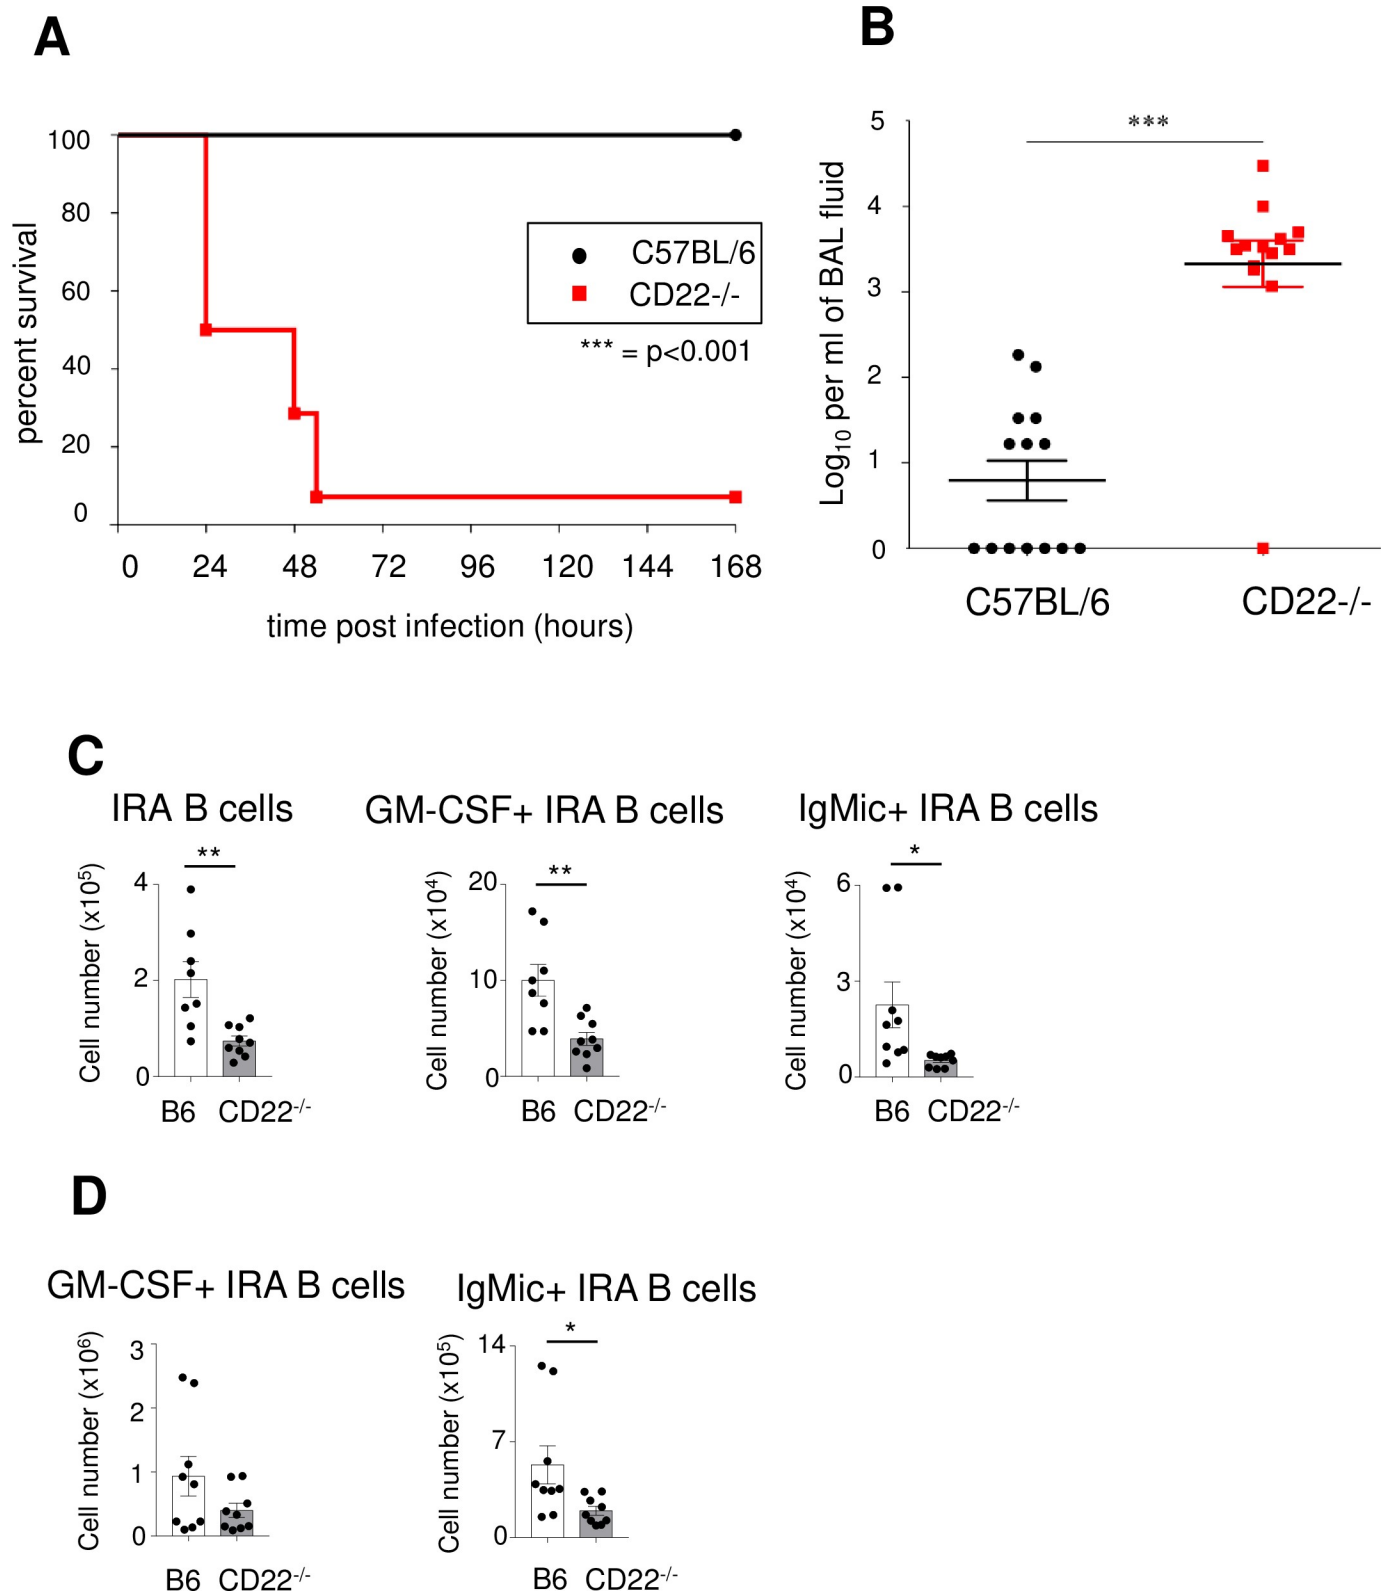 A
percent survival
100
80
60
40
20
0
0 24 48 72 96 120 144 168
time post infection (hours)
C57BL/6
CD22-/-
*** = p<0.001
B
Log10 per ml of BAL fluid
5
4
3
2
1
0
***
C57BL/6 CD22-/-
C
IRA B cells
Cell number (x10⁵)
4
2
0
**
B6 CD22⁻/⁻
GM-CSF+ IRA B cells
Cell number (x10⁴)
20
10
0
**
B6 CD22⁻/⁻
IgMic+ IRA B cells
Cell number (x10⁴)
6
3
0
*
B6 CD22⁻/⁻
D
GM-CSF+ IRA B cells
Cell number (x10⁶)
3
2
1
0
B6 CD22⁻/⁻
IgMic+ IRA B cells
Cell number (x10⁵)
14
7
0
*
B6 CD22⁻/⁻